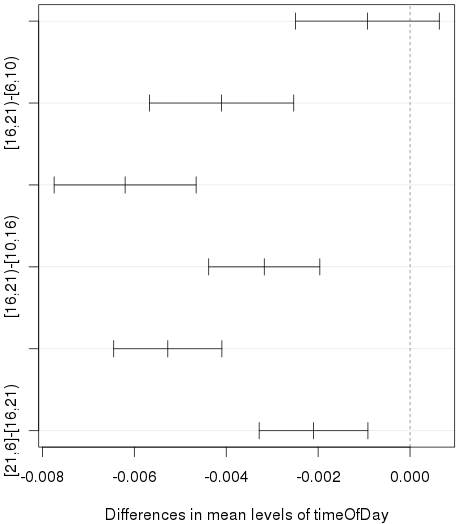 [16,21)-[6,10)
[16,21)-[10,16)
[21,6]-[16,21)
-0.008 -0.006 -0.004 -0.002 0.000
Differences in mean levels of timeOfDay